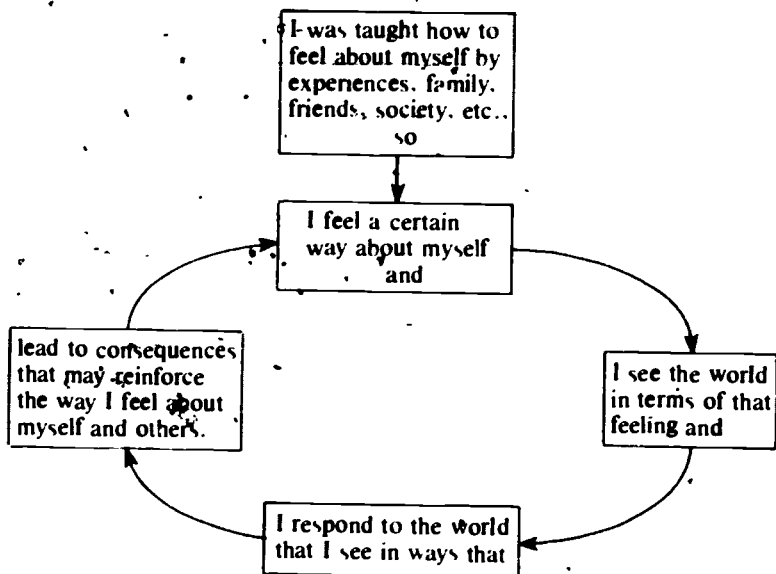 I was taught how to
feel about myself by
experiences, family,
friends, society, etc.,
so
I feel a certain
way about myself
and
I see the world
in terms of that
feeling and
I respond to the world
that I see in ways that
lead to consequences
that may reinforce
the way I feel about
myself and others.